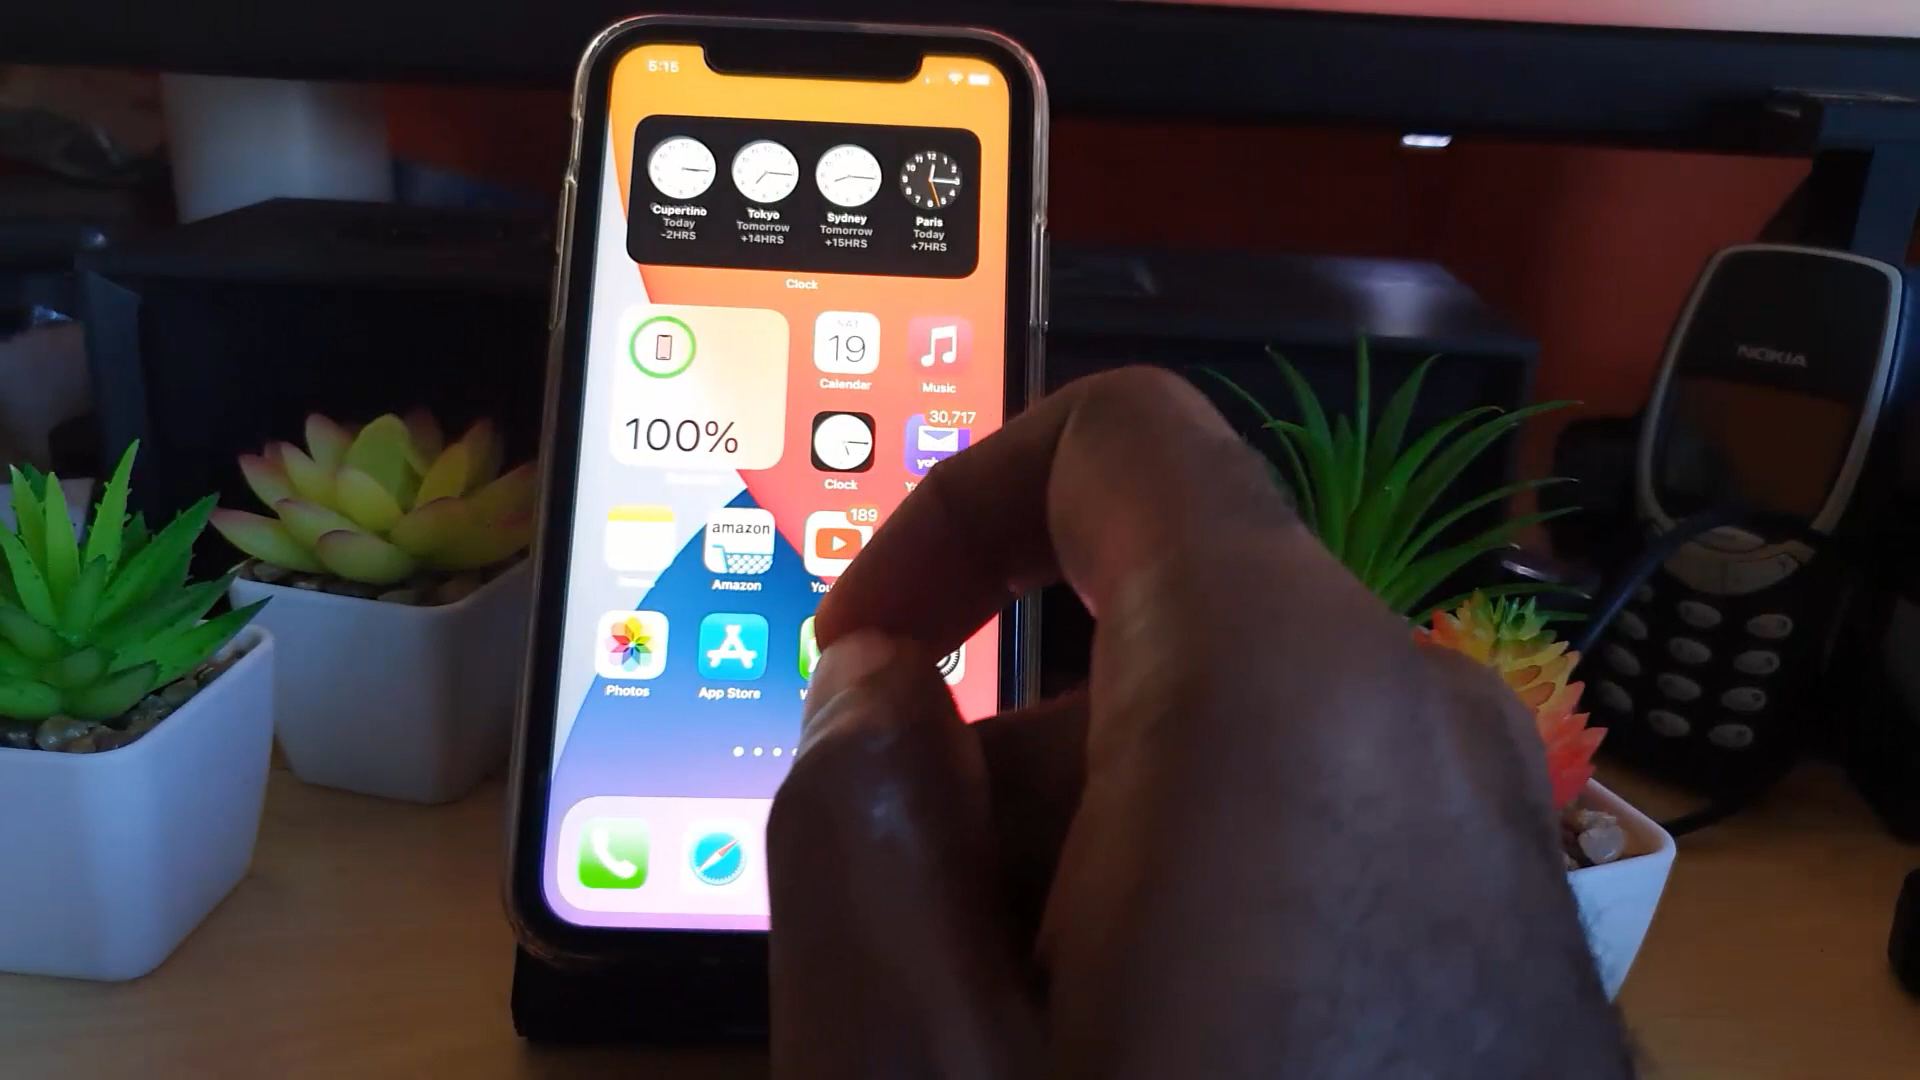 5:15
Cupertino
Today
-2HRS
Tokyo
Tomorrow
+14HRS
Sydney
Tomorrow
+15HRS
Paris
Today
+7HRS
Clock
100%
SAT
19
Calendar
Music
Clock
30,717
amazon
Amazon
189
Photos
App Store
NOKIA